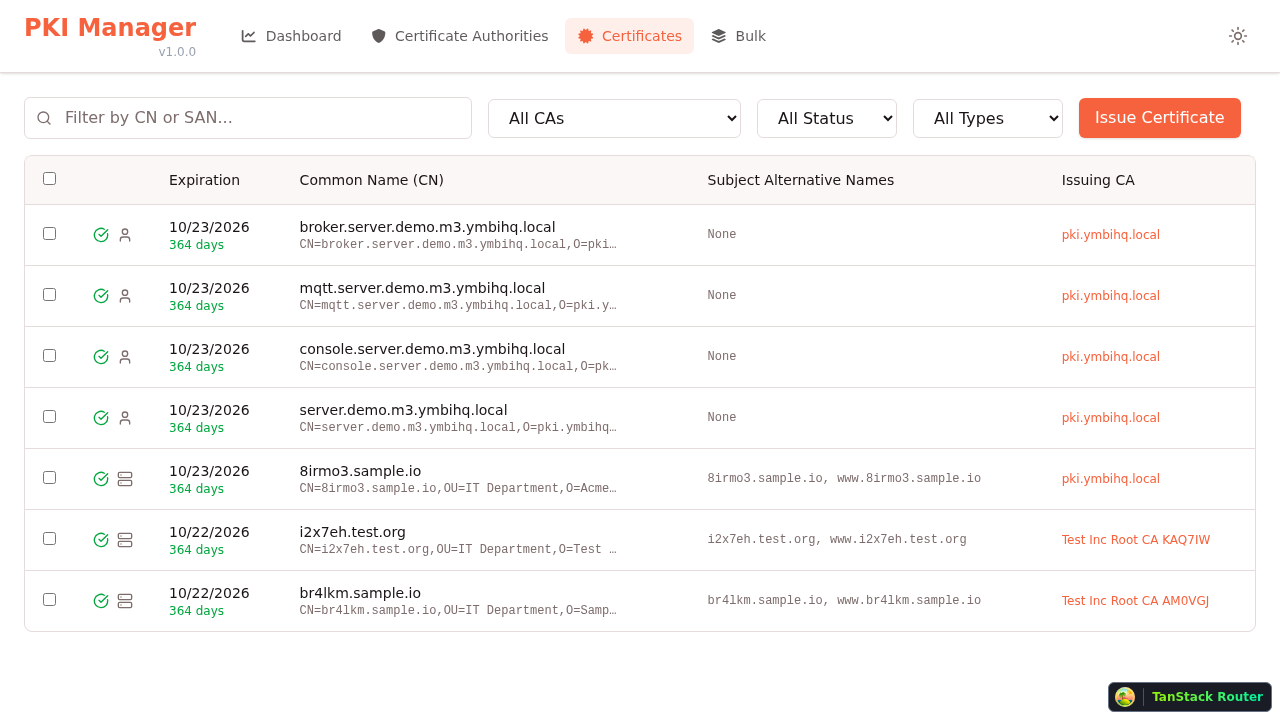 PKI Manager
v1.0.0
Dashboard
Certificate Authorities
Certificates
Bulk
Filter by CN or SAN...
All CAs
All Status
All Types
Issue Certificate
Expiration
Common Name (CN)
Subject Alternative Names
Issuing CA
10/23/2026
364 days
broker.server.demo.m3.ymbihq.local
CN=broker.server.demo.m3.ymbihq.local,O=pki…
None
pki.ymbihq.local
10/23/2026
364 days
mqtt.server.demo.m3.ymbihq.local
CN=mqtt.server.demo.m3.ymbihq.local,O=pki.y…
None
pki.ymbihq.local
10/23/2026
364 days
console.server.demo.m3.ymbihq.local
CN=console.server.demo.m3.ymbihq.local,O=pk…
None
pki.ymbihq.local
10/23/2026
364 days
server.demo.m3.ymbihq.local
CN=server.demo.m3.ymbihq.local,O=pki.ymbihq…
None
pki.ymbihq.local
10/23/2026
364 days
8irmo3.sample.io
CN=8irmo3.sample.io,OU=IT Department,O=Acme…
8irmo3.sample.io, www.8irmo3.sample.io
pki.ymbihq.local
10/22/2026
364 days
i2x7eh.test.org
CN=i2x7eh.test.org,OU=IT Department,O=Test …
i2x7eh.test.org, www.i2x7eh.test.org
Test Inc Root CA KAQ7IW
10/22/2026
364 days
br4lkm.sample.io
CN=br4lkm.sample.io,OU=IT Department,O=Samp…
br4lkm.sample.io, www.br4lkm.sample.io
Test Inc Root CA AM0VGJ
TanStack Router